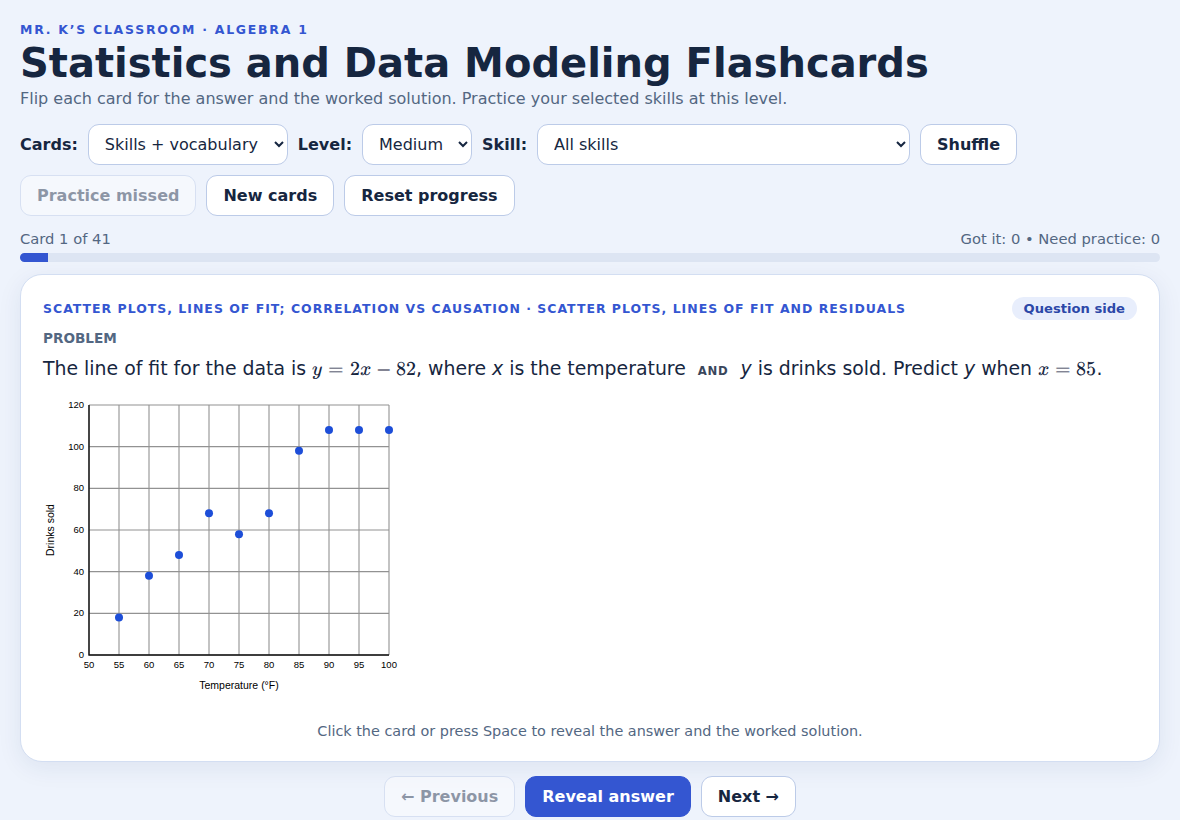 MR. K’S CLASSROOM · ALGEBRA 1
Statistics and Data Modeling Flashcards
Flip each card for the answer and the worked solution. Practice your selected skills at this level.
Cards: Skills + vocabulary Level: Medium Skill: All skills Shuffle
Practice missed New cards Reset progress
Card 1 of 41 Got it: 0 • Need practice: 0
SCATTER PLOTS, LINES OF FIT; CORRELATION VS CAUSATION · SCATTER PLOTS, LINES OF FIT AND RESIDUALS Question side
PROBLEM
The line of fit for the data is y = 2x − 82, where x is the temperature AND y is drinks sold. Predict y when x = 85.
120
100
80
60
40
20
0
Drinks sold
50 55 60 65 70 75 80 85 90 95 100
Temperature (°F)
Click the card or press Space to reveal the answer and the worked solution.
← Previous Reveal answer Next →